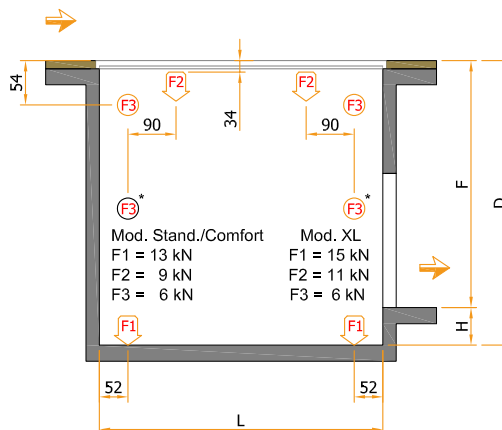 54
F3
F2
F2
F3
90
34
90
F
D
F3*
F3*
Mod. Stand./Comfort
F1 = 13 kN
F2 = 9 kN
F3 = 6 kN
Mod. XL
F1 = 15 kN
F2 = 11 kN
F3 = 6 kN
H
F1
F1
52
52
L